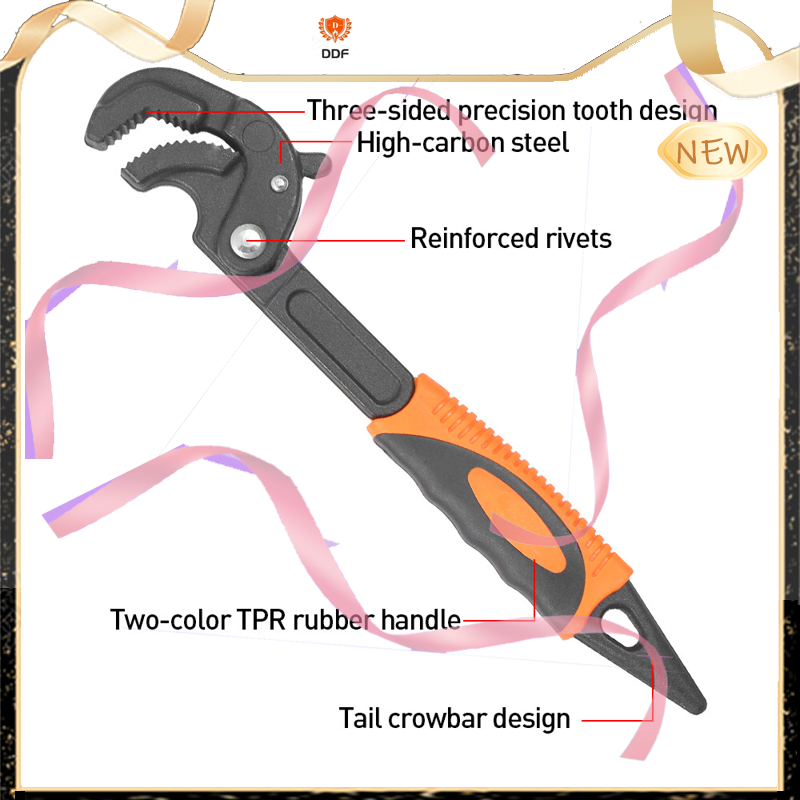 DDF
Three-sided precision tooth design
High-carbon steel
NEW
Reinforced rivets
Two-color TPR rubber handle
Tail crowbar design